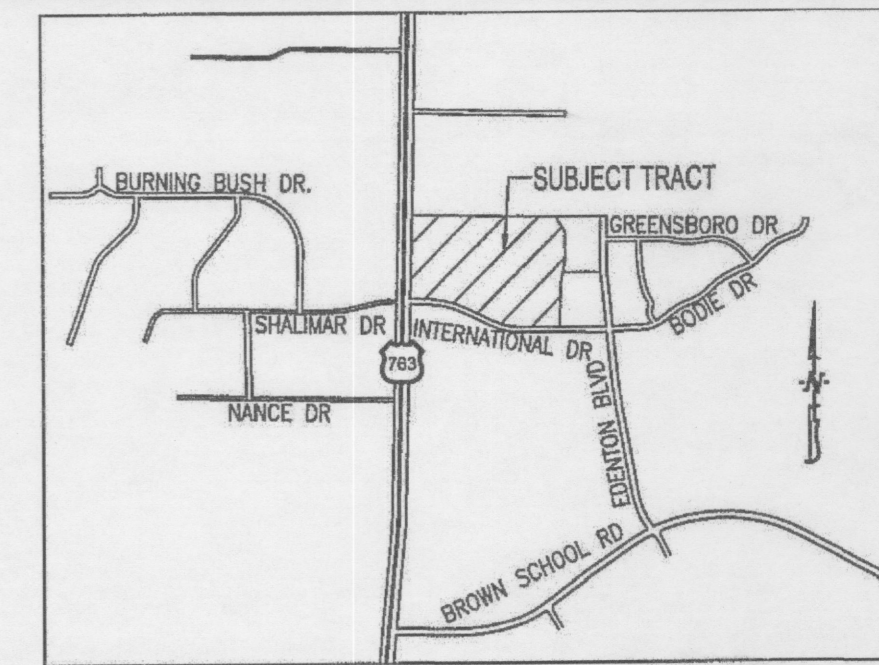 BURNING BUSH DR.
SUBJECT TRACT
GREENSBORO DR
BODIE DR
SHALIMAR DR
INTERNATIONAL DR
763
NANCE DR
EDENTON BLVD
BROWN SCHOOL RD
N